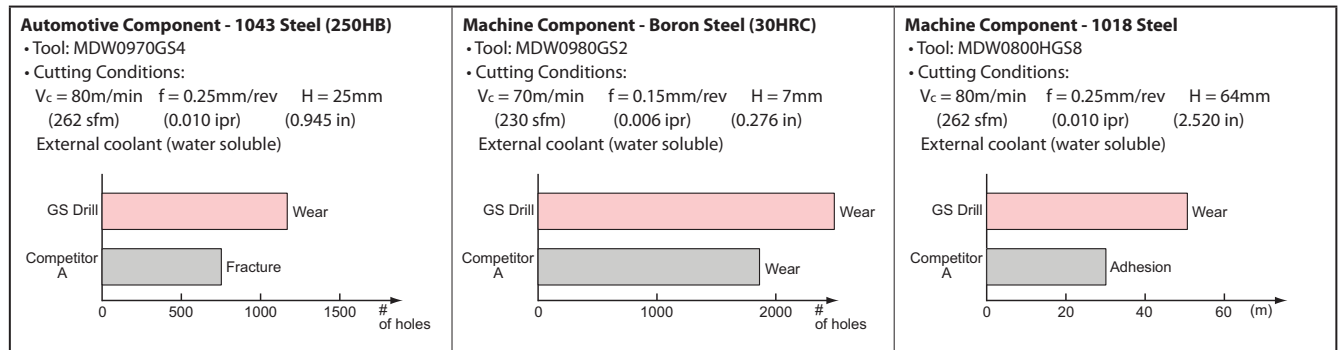 Automotive Component - 1043 Steel (250HB)
• Tool: MDW0970GS4
• Cutting Conditions:
Vc = 80m/min f = 0.25mm/rev H = 25mm
(262 sfm) (0.010 ipr) (0.945 in)
External coolant (water soluble)
GS Drill
Wear
Competitor
A
Fracture
0 500 1000 1500 #
of holes
Machine Component - Boron Steel (30HRC)
• Tool: MDW0980GS2
• Cutting Conditions:
Vc = 70m/min f = 0.15mm/rev H = 7mm
(230 sfm) (0.006 ipr) (0.276 in)
External coolant (water soluble)
GS Drill
Wear
Competitor
A
Wear
0 1000 2000 #
of holes
Machine Component - 1018 Steel
• Tool: MDW0800HGS8
• Cutting Conditions:
Vc = 80m/min f = 0.25mm/rev H = 64mm
(262 sfm) (0.010 ipr) (2.520 in)
External coolant (water soluble)
GS Drill
Wear
Competitor
A
Adhesion
0 20 40 60 (m)